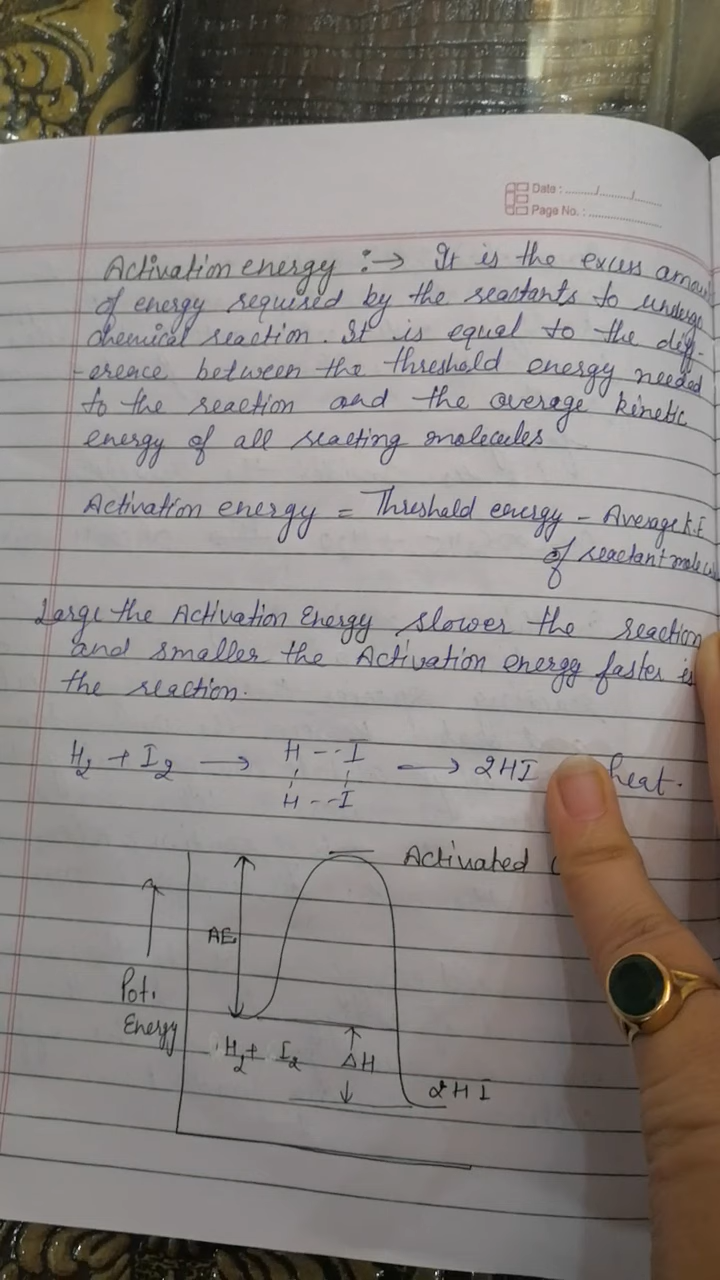 Date : ......../......../........
Page No. : ....................
Activation energy :→ It is the excess amount
of energy required by the reactants to undergo
chemical reaction. It is equal to the diff-
-erence between the threshold energy needed
to the reaction and the average kinetic
energy of all reacting molecules
Activation energy = Threshold energy - Average K.E
of reactant molec
Large the Activation Energy slower the reaction
and smaller the Activation energy faster is
the reaction.
H2 + I2 → H--I → 2HI heat.
H--I
Activated
AE
Pot.
Energy
H2+ I2 ΔH
2HI